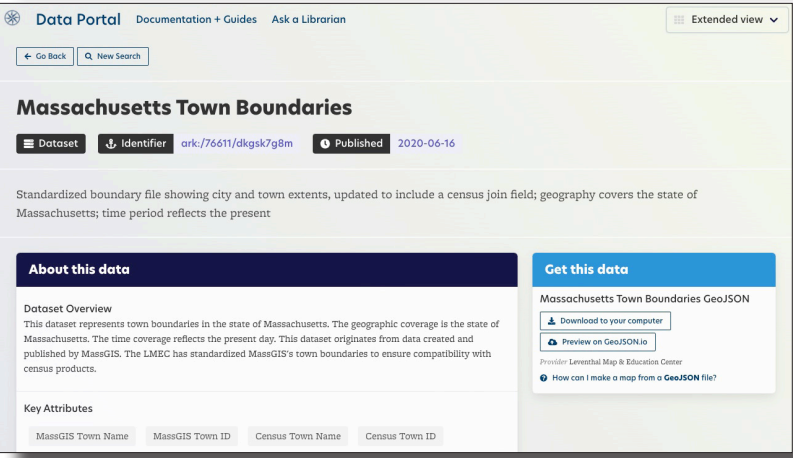 Data Portal Documentation + Guides Ask a Librarian
Extended view
Go Back New Search
Massachusetts Town Boundaries
Dataset Identifier ark:/76611/dkgsk7g8m Published 2020-06-16
Standardized boundary file showing city and town extents, updated to include a census join field; geography covers the state of
Massachusetts; time period reflects the present
About this data
Dataset Overview
This dataset represents town boundaries in the state of Massachusetts. The geographic coverage is the state of
Massachusetts. The time coverage reflects the present day. This dataset originates from data created and
published by MassGIS. The LMEC has standardized MassGIS's town boundaries to ensure compatibility with
census products.
Key Attributes
MassGIS Town Name MassGIS Town ID Census Town Name Census Town ID
Get this data
Massachusetts Town Boundaries GeoJSON
Download to your computer
Preview on GeoJSON.io
Provider Leventhal Map & Education Center
How can I make a map from a GeoJSON file?